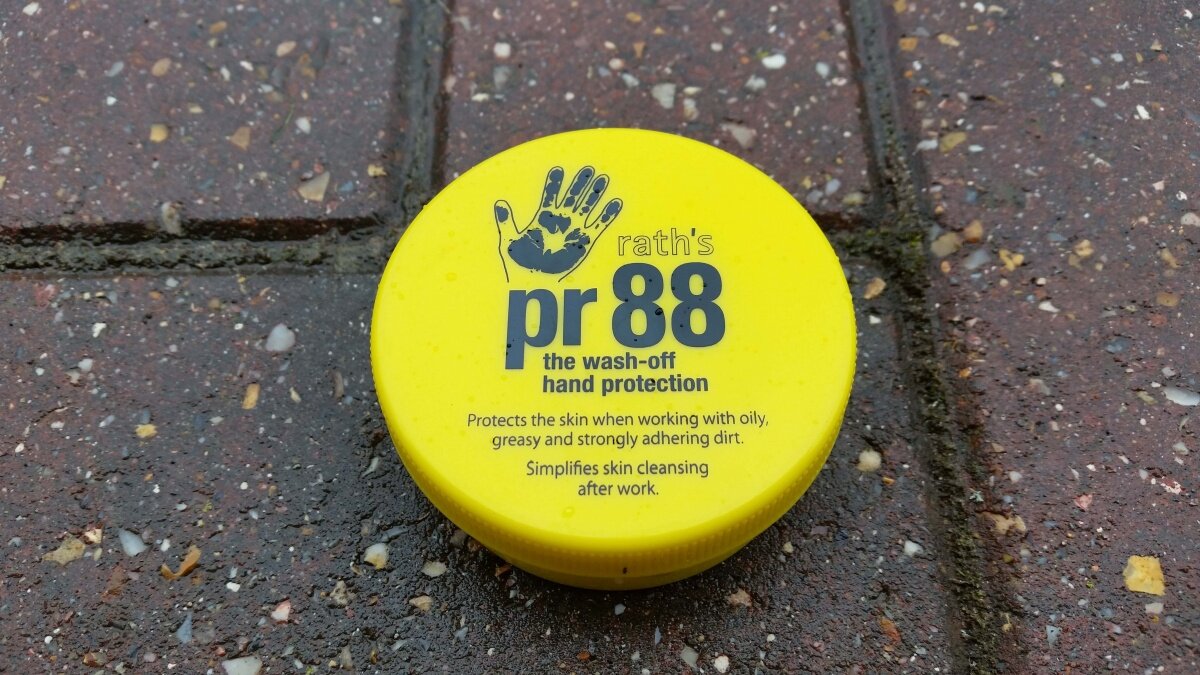 rath's
pr 88
the wash-off
hand protection
Protects the skin when working with oily,
greasy and strongly adhering dirt.
Simplifies skin cleansing
after work.